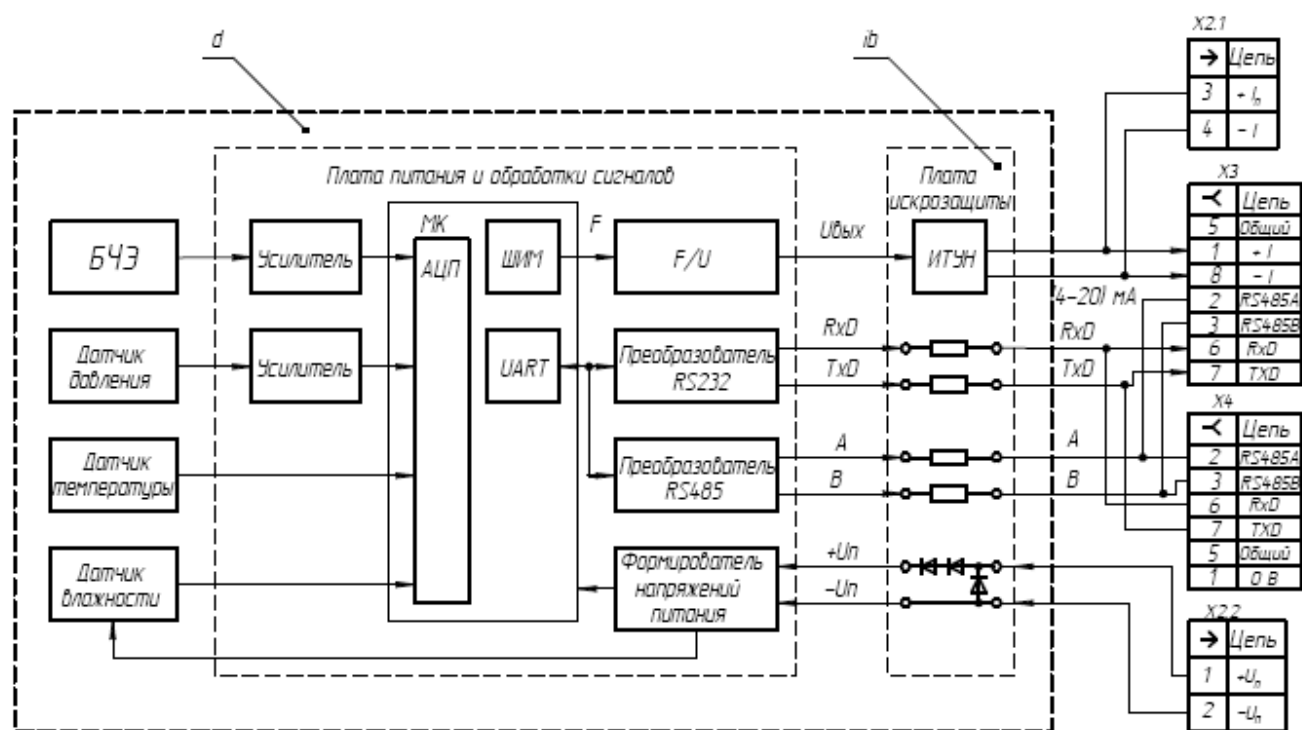 d
ib
X2.1
→ Цепь
3 + Iп
4 - I
Плата питания и обработки сигналов
Плата
искрозащиты
X3
Цепь
5 Общий
1 + I
8 - I
2 RS485A
3 RS485B
6 RxD
7 TXD
БЧЭ
Усилитель
МК
АЦП
ШИМ
F
F/U
Uвых
ИТУН
(4-20) мА
Датчик
давления
Усилитель
UART
Преобразователь
RS232
RxD
TxD
RxD
TxD
X4
Цепь
2 RS485A
3 RS485B
6 RxD
7 TXD
5 Общий
1 0 В
Датчик
температуры
Преобразователь
RS485
A
B
A
B
Датчик
влажности
Формирователь
напряжений
питания
+Uп
-Uп
X2.2
→ Цепь
1 +Uп
2 -Uп